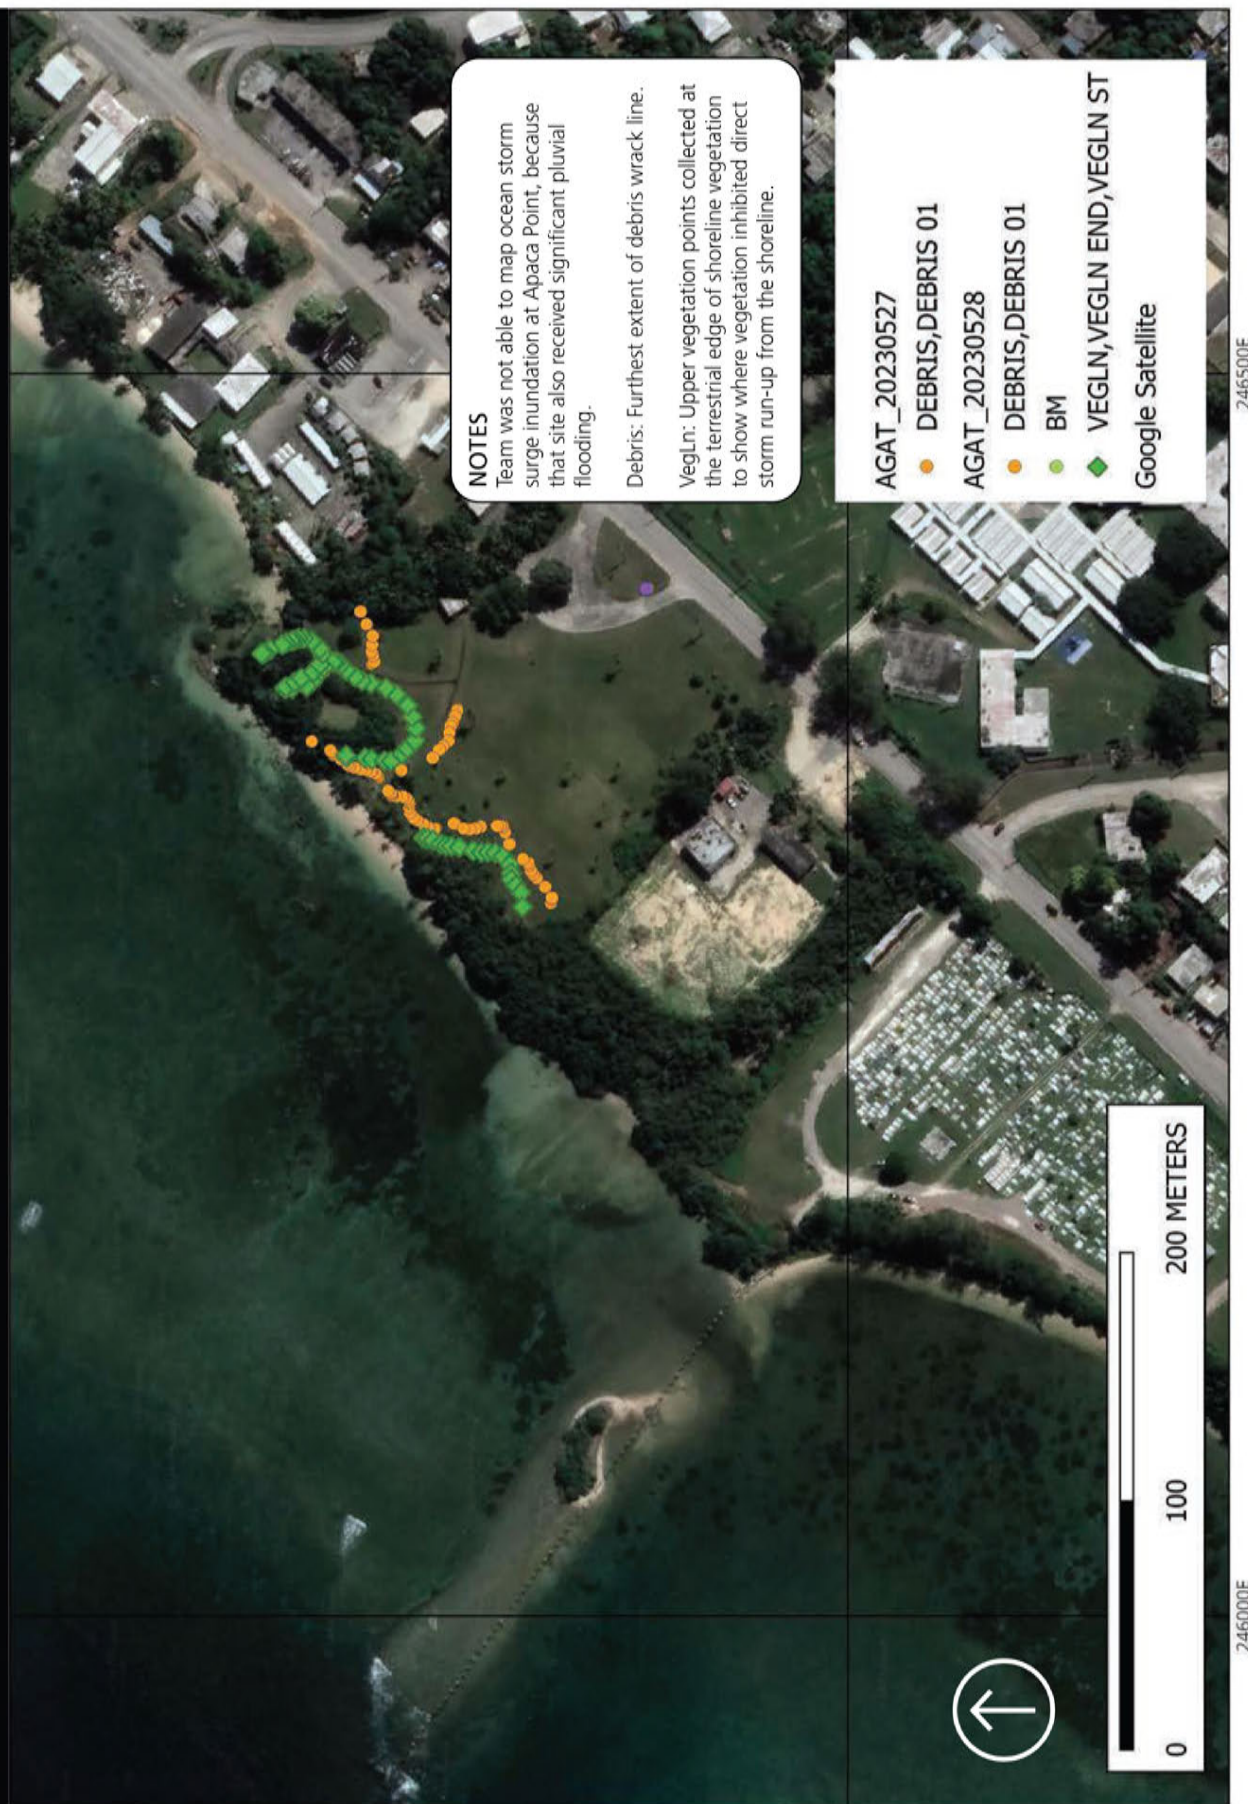 NOTES
Team was not able to map ocean storm
surge inundation at Apaca Point, because
that site also received significant pluvial
flooding.
Debris: Furthest extent of debris wrack line.
VegLn: Upper vegetation points collected at
the terrestrial edge of shoreline vegetation
to show where vegetation inhibited direct
storm run-up from the shoreline.
AGAT_20230527
DEBRIS,DEBRIS 01
AGAT_20230528
DEBRIS,DEBRIS 01
BM
VEGLN,VEGLN END,VEGLN ST
Google Satellite
0 100 200 METERS
246000E 246500E